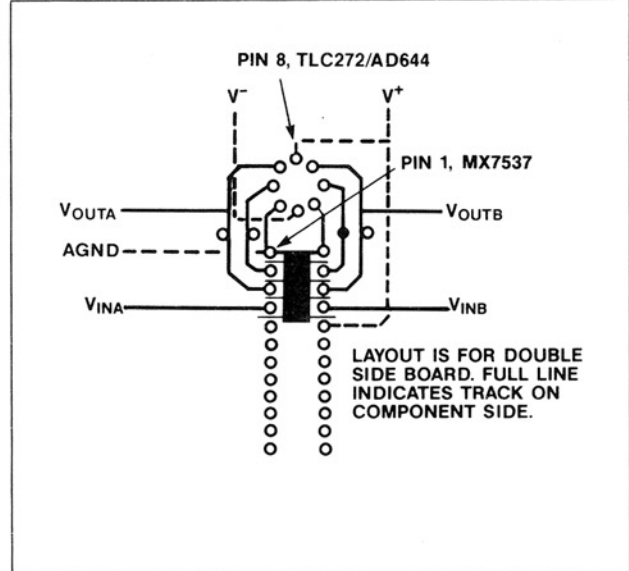 PIN 8, TLC272/AD644
V⁻
V⁺
PIN 1, MX7537
VOUTA
VOUTB
AGND
VINA
VINB
LAYOUT IS FOR DOUBLE
SIDE BOARD. FULL LINE
INDICATES TRACK ON
COMPONENT SIDE.